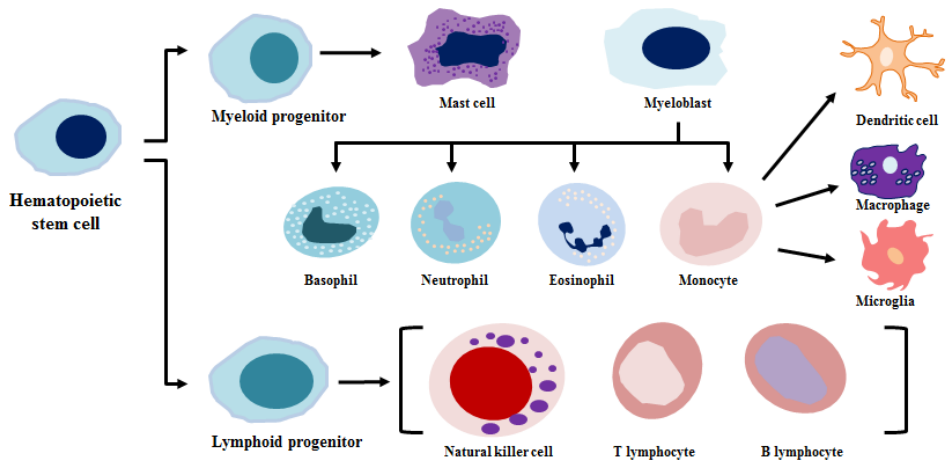 Myeloid progenitor
Mast cell
Myeloblast
Dendritic cell
Hematopoietic
stem cell
Macrophage
Basophil
Neutrophil
Eosinophil
Monocyte
Microglia
Lymphoid progenitor
Natural killer cell
T lymphocyte
B lymphocyte